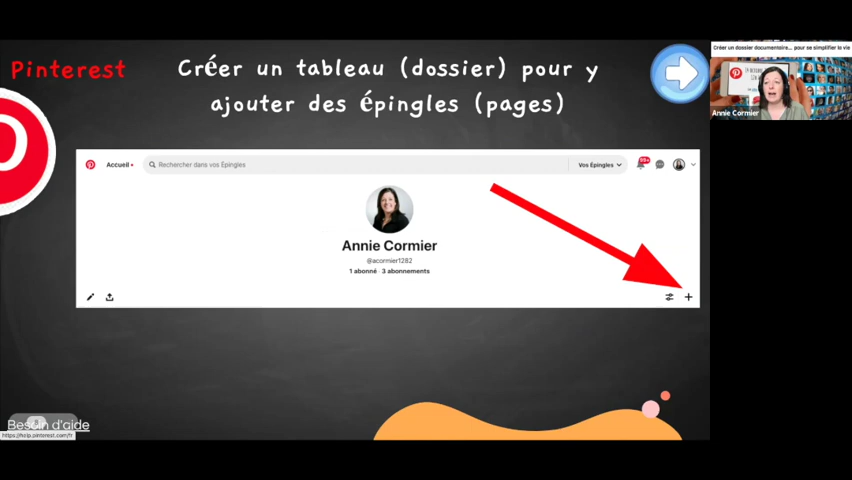 Pinterest
Créer un tableau (dossier) pour y
ajouter des épingles (pages)
Créer un dossier documentaire... pour se simplifier la vie
Annie Cormier
Accueil
Rechercher dans vos Épingles
Vos Épingles
99+
Annie Cormier
@acormier1282
1 abonné · 3 abonnements
Besoin d'aide
https://help.pinterest.com/fr